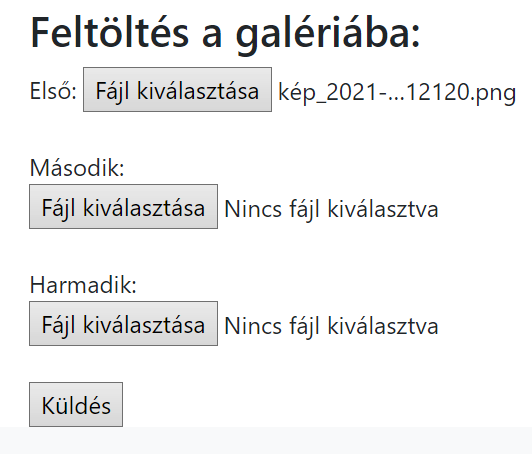 Feltöltés a galériába:
Első: Fájl kiválasztása kép_2021-...12120.png
Második:
Fájl kiválasztása Nincs fájl kiválasztva
Harmadik:
Fájl kiválasztása Nincs fájl kiválasztva
Küldés